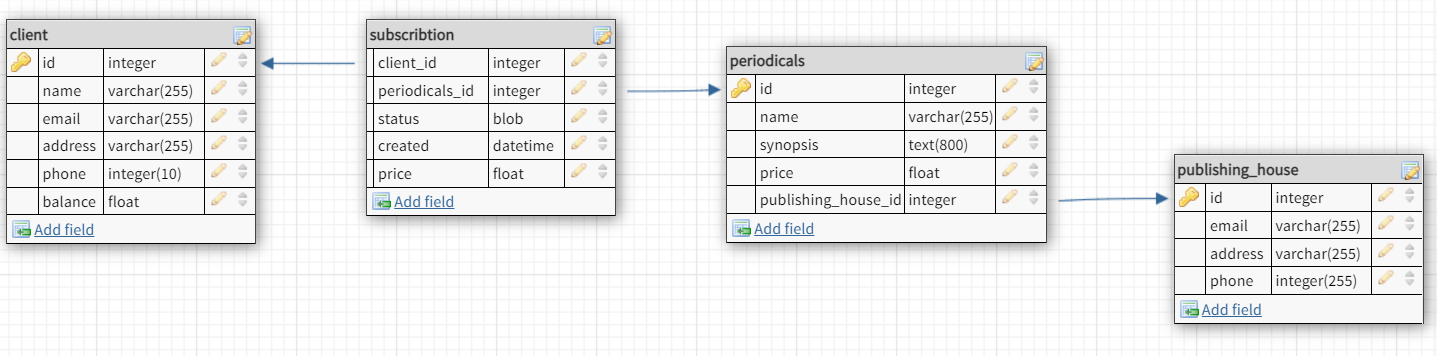 client
id integer
name varchar(255)
email varchar(255)
address varchar(255)
phone integer(10)
balance float
Add field
subscribtion
client_id integer
periodicals_id integer
status blob
created datetime
price float
Add field
periodicals
id integer
name varchar(255)
synopsis text(800)
price float
publishing_house_id integer
Add field
publishing_house
id integer
email varchar(255)
address varchar(255)
phone integer(255)
Add field